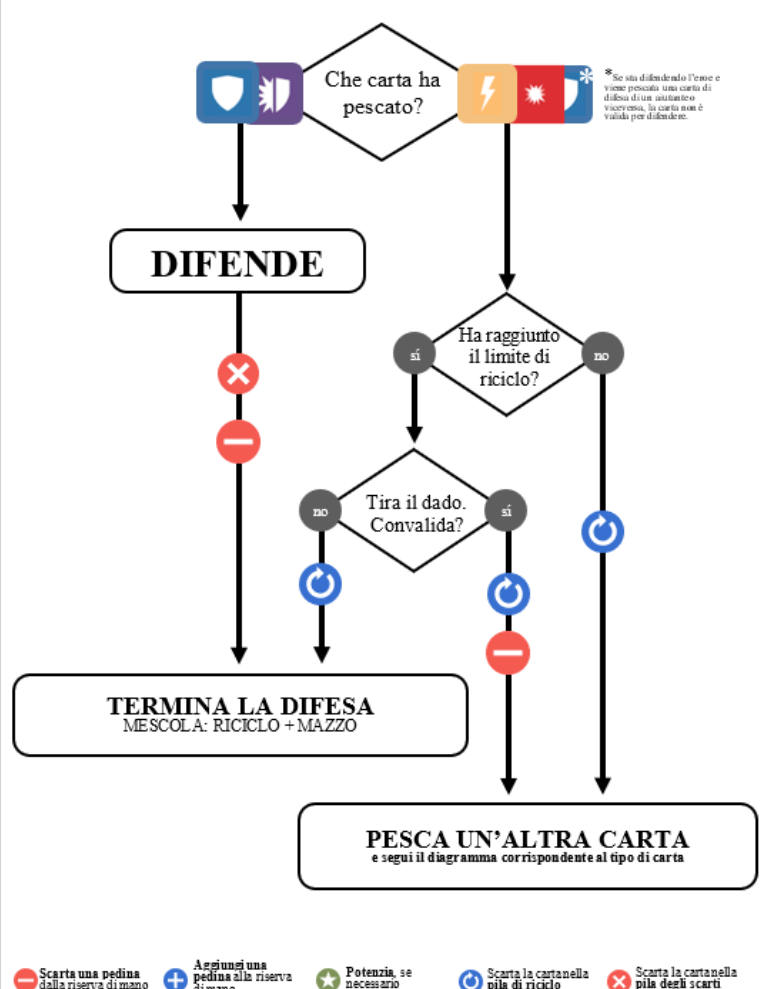 Che carta ha
pescato?
*
*Se sta difendendo l'eroe e
viene pescata una carta di
difesa di un aiutante o
viceversa, la carta non è
valida per difendere.
DIFENDE
Ha raggiunto
il limite di
riciclo?
sí
no
Tira il dado.
Convalida?
no
sí
TERMINA LA DIFESA
MESCOLA: RICICLO + MAZZO
PESCA UN'ALTRA CARTA
e segui il diagramma corrispondente al tipo di carta
Scarta una pedina
dalla riserva di mano
Aggiungi una
pedina alla riserva
di mano
Potenzia, se
necessario
Scarta la carta nella
pila di riciclo
Scarta la carta nella
pila degli scarti